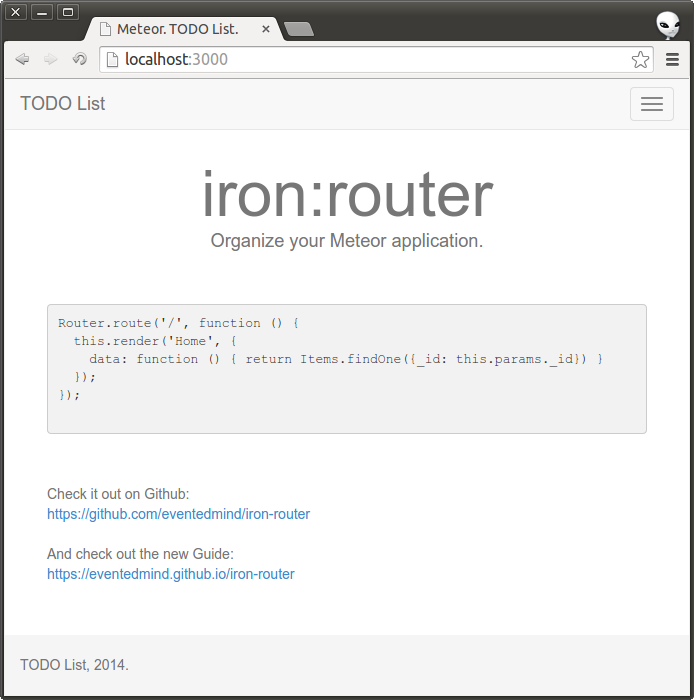 Meteor. TODO List.
localhost:3000
TODO List
iron:router
Organize your Meteor application.
Router.route('/', function () {
  this.render('Home', {
    data: function () { return Items.findOne({_id: this.params._id}) }
  });
});
Check it out on Github:
https://github.com/eventedmind/iron-router
And check out the new Guide:
https://eventedmind.github.io/iron-router
TODO List, 2014.